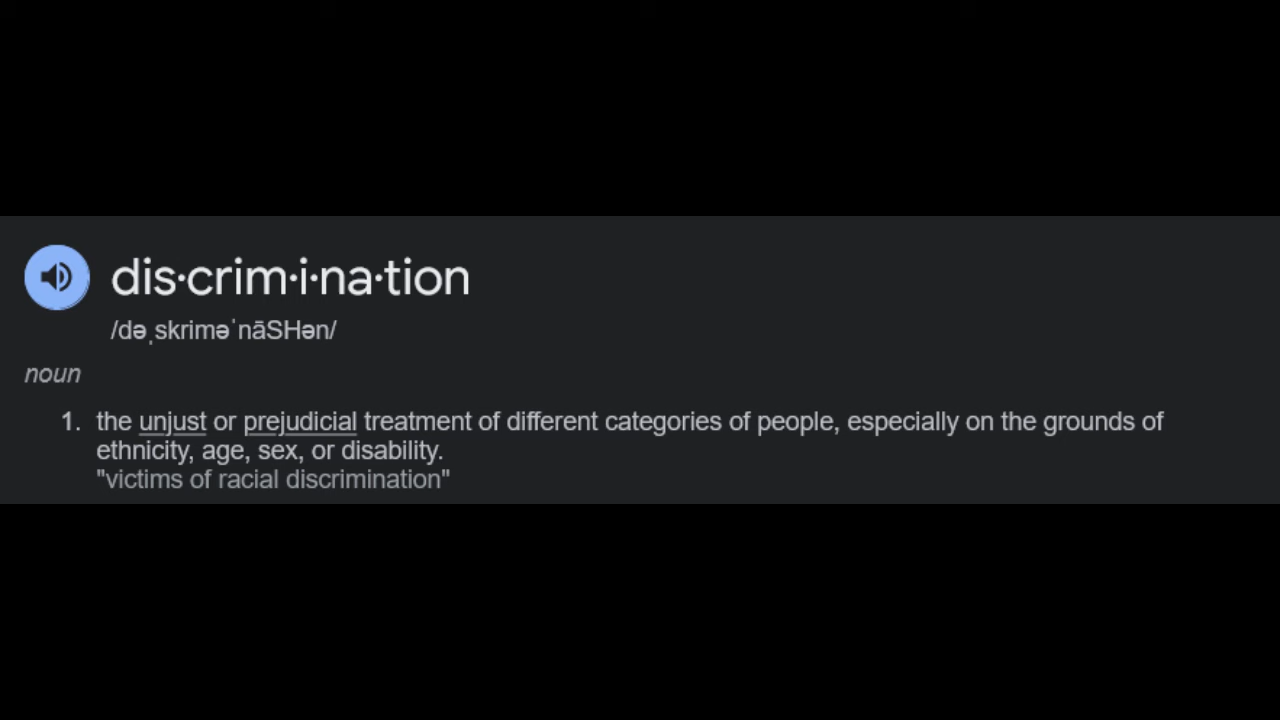 dis·crim·i·na·tion
/dəˌskriməˈnāSHən/
noun
1. the unjust or prejudicial treatment of different categories of people, especially on the grounds of
ethnicity, age, sex, or disability.
"victims of racial discrimination"